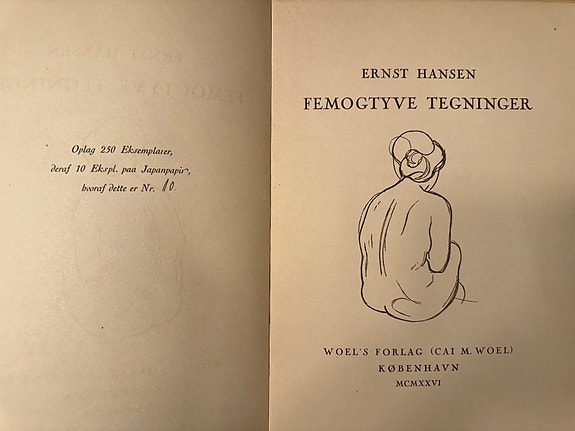 Oplag 250 Eksemplarer,
deraf 10 Ekspl. paa Japanpapir,
hvoraf dette er Nr. 10.
ERNST HANSEN
FEMOGTYVE TEGNINGER
WOEL'S FORLAG (CAI M. WOEL)
KØBENHAVN
MCMXXVI